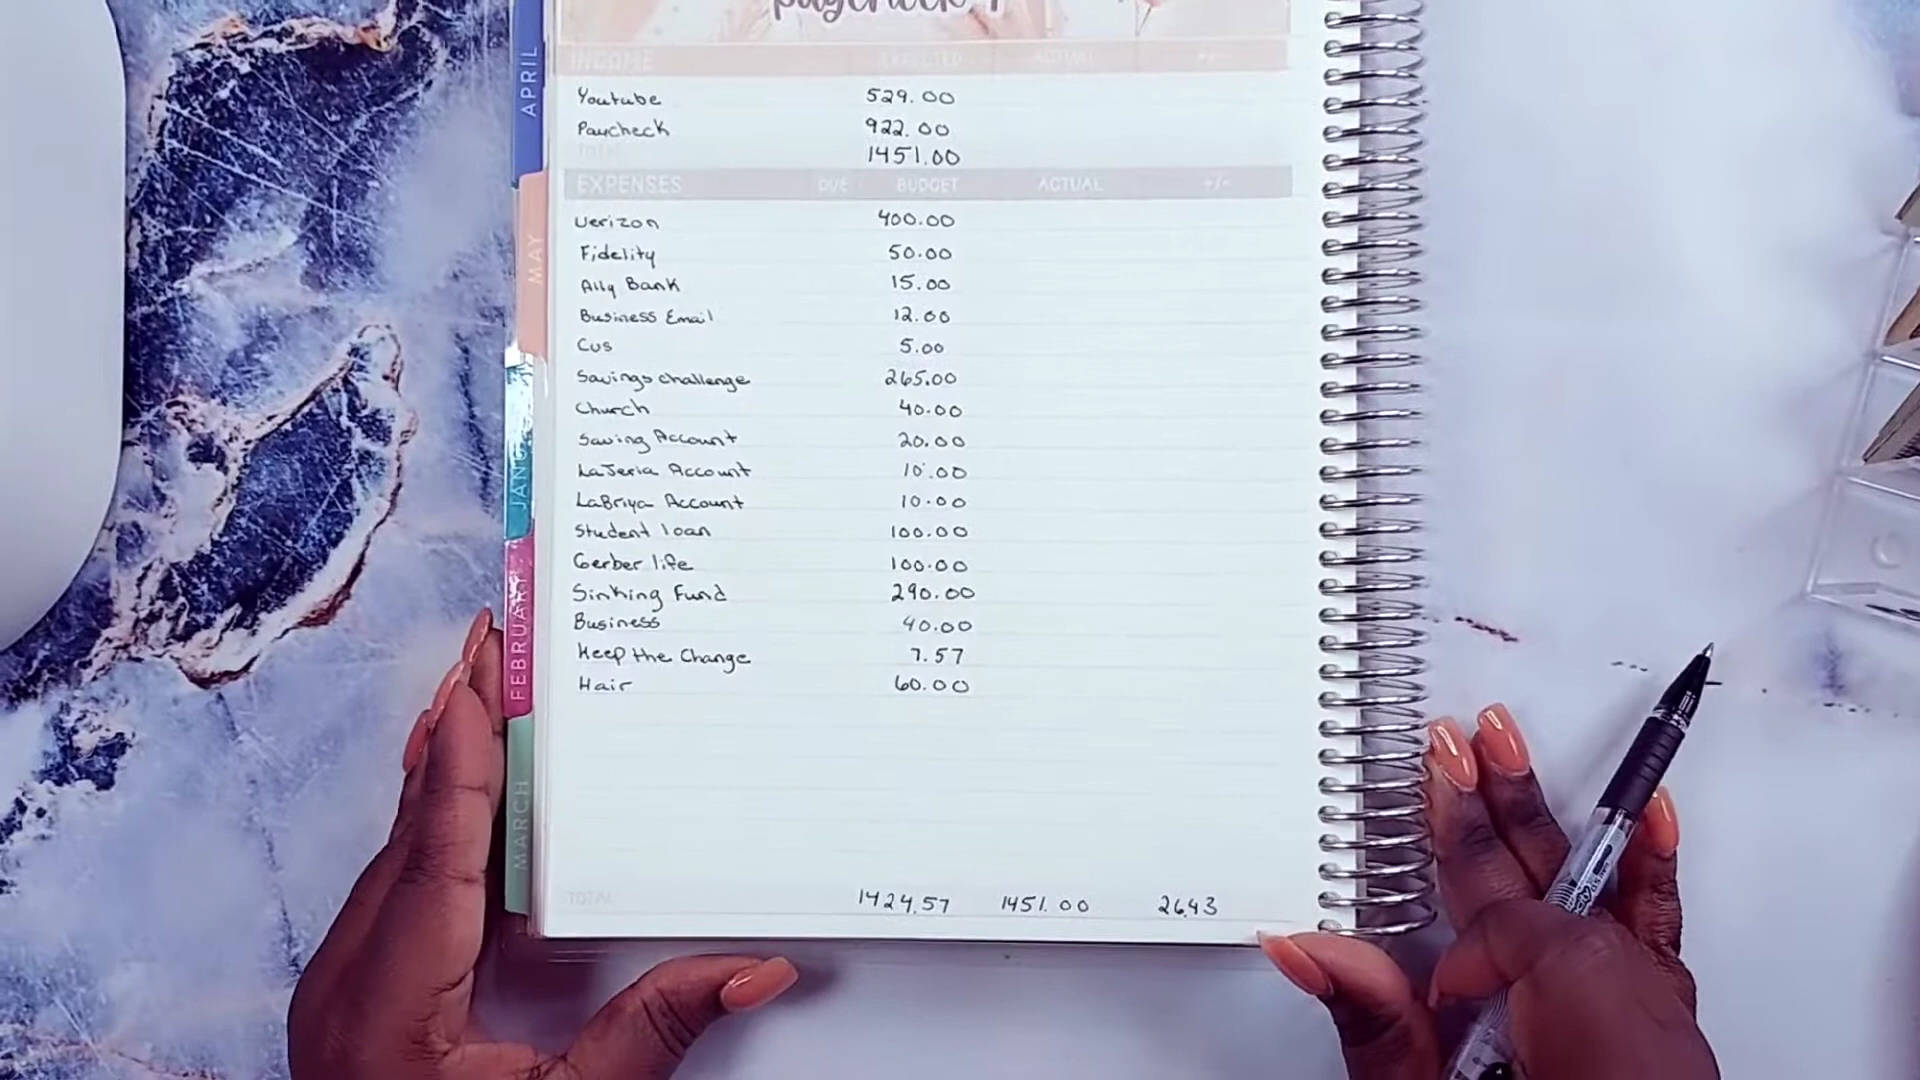 paycheck 1
INCOME EXPECTED ACTUAL +/-
Youtube 529.00
Paycheck 922.00
TOTAL 1451.00
EXPENSES DUE BUDGET ACTUAL +/-
Verizon 400.00
Fidelity 50.00
Ally Bank 15.00
Business Email 12.00
Cvs 5.00
Savings challenge 265.00
Church 40.00
Saving Account 20.00
LaJeria Account 10.00
LaBriya Account 10.00
Student loan 100.00
Gerber life 100.00
Sinking Fund 290.00
Business 40.00
Keep the Change 7.57
Hair 60.00
TOTAL 1424.57 1451.00 26.43
APRIL
MAY
FEBRUARY
MARCH